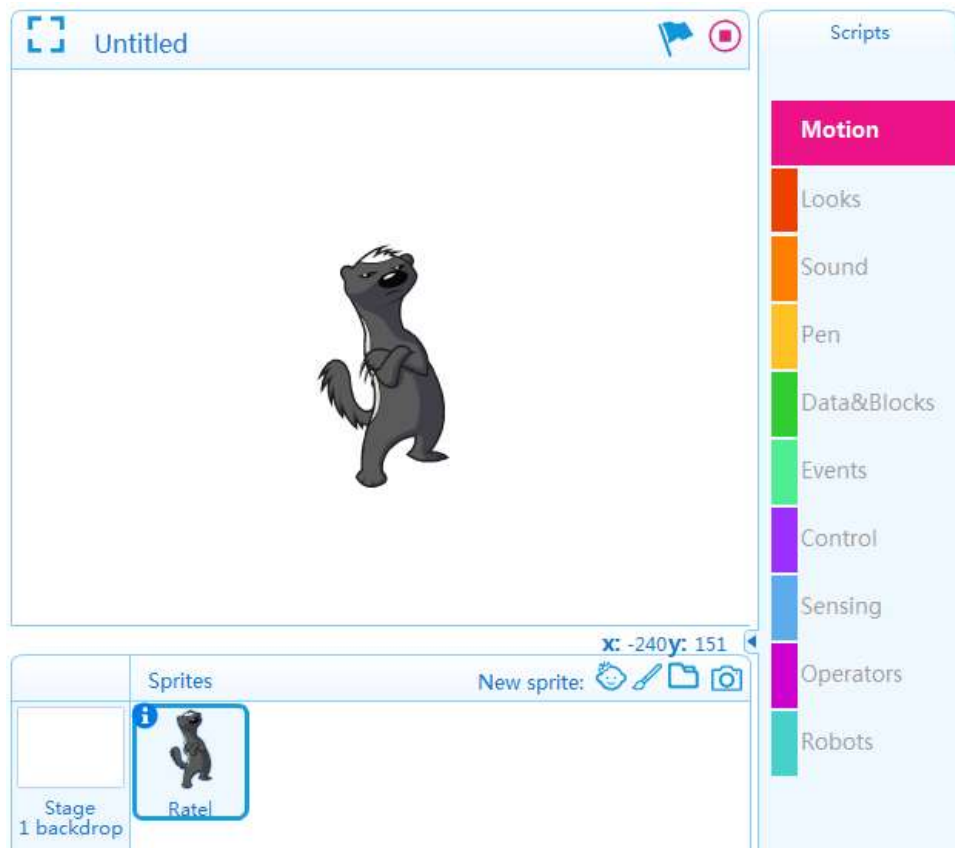 Untitled
Scripts
Motion
Looks
Sound
Pen
Data&Blocks
Events
Control
Sensing
Operators
Robots
x: -240y: 151
Sprites
New sprite:
Stage
1 backdrop
Ratel